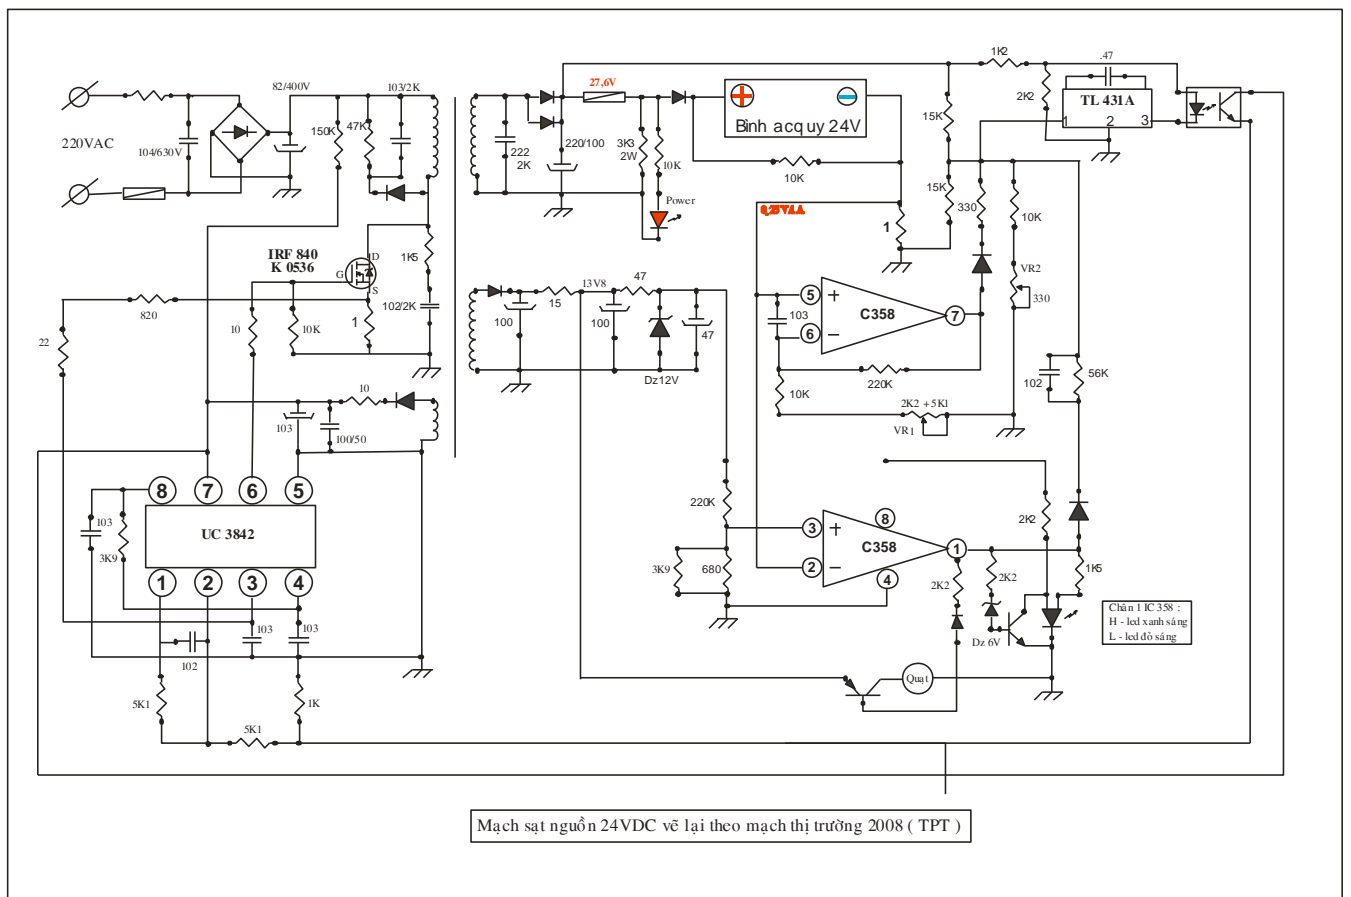 82/400V
103/2K
150K
47K
220VAC
104/630V
222
2K
220/100
27,6V
3K3
2W
10K
Power
Bình acquy 24V
10K
1
15K
15K
1K2
2K2
.47
TL 431A
1
2
3
330
10K
VR2
330
IRF 840
K 0536
G
D
S
1K5
102/2K
820
22
10
10K
1
100
15
13V8
100
47
Dz12V
47
5
6
7
C358
103
10K
220K
2K2 +5K1
VR1
102
56K
10
103
100/50
8
7
6
5
UC 3842
1
2
3
4
103
3K9
102
103
103
5K1
1K
5K1
220K
3K9
680
3
2
8
4
1
C358
2K2
2K2
2K2
1K5
Dz 6V
Quạt
Chân 1 IC 358 :
H - led xanh sáng
L - led đỏ sáng
Mạch sạt nguồn 24VDC vẽ lại theo mạch thị trường 2008 ( TPT )